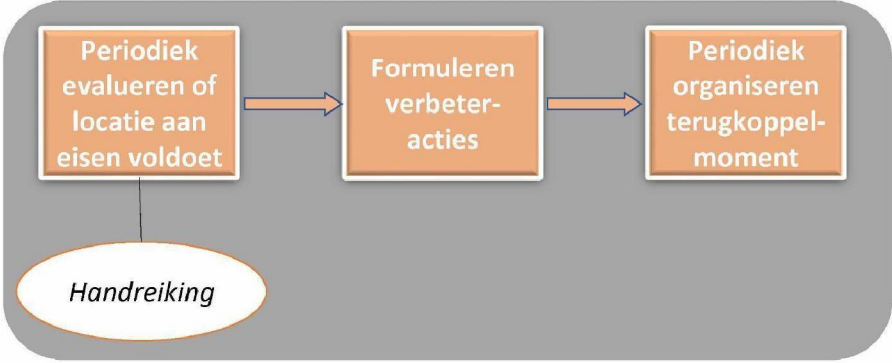 Periodiek
evalueren of
locatie aan
eisen voldoet
Formuleren
verbeter-
acties
Periodiek
organiseren
terugkoppel-
moment
Handreiking